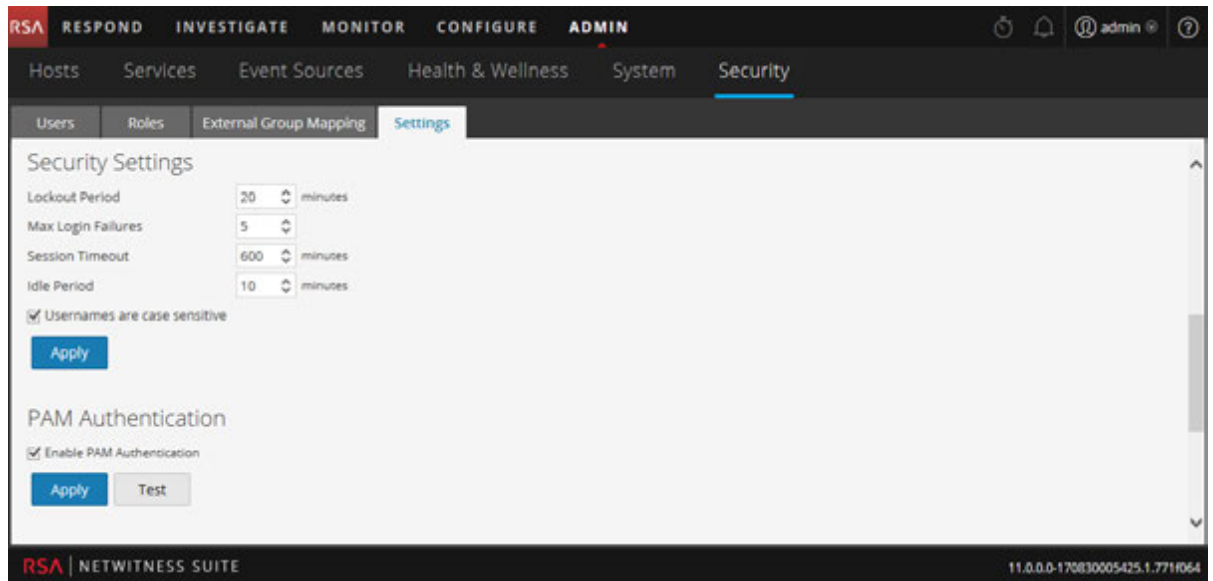 RSA RESPOND INVESTIGATE MONITOR CONFIGURE ADMIN admin
Hosts Services Event Sources Health & Wellness System Security
Users Roles External Group Mapping Settings
Security Settings
Lockout Period 20 minutes
Max Login Failures 5
Session Timeout 600 minutes
Idle Period 10 minutes
Usernames are case sensitive
Apply
PAM Authentication
Enable PAM Authentication
Apply Test
RSA NETWITNESS SUITE 11.0.0.0-170830005425.1.771f064